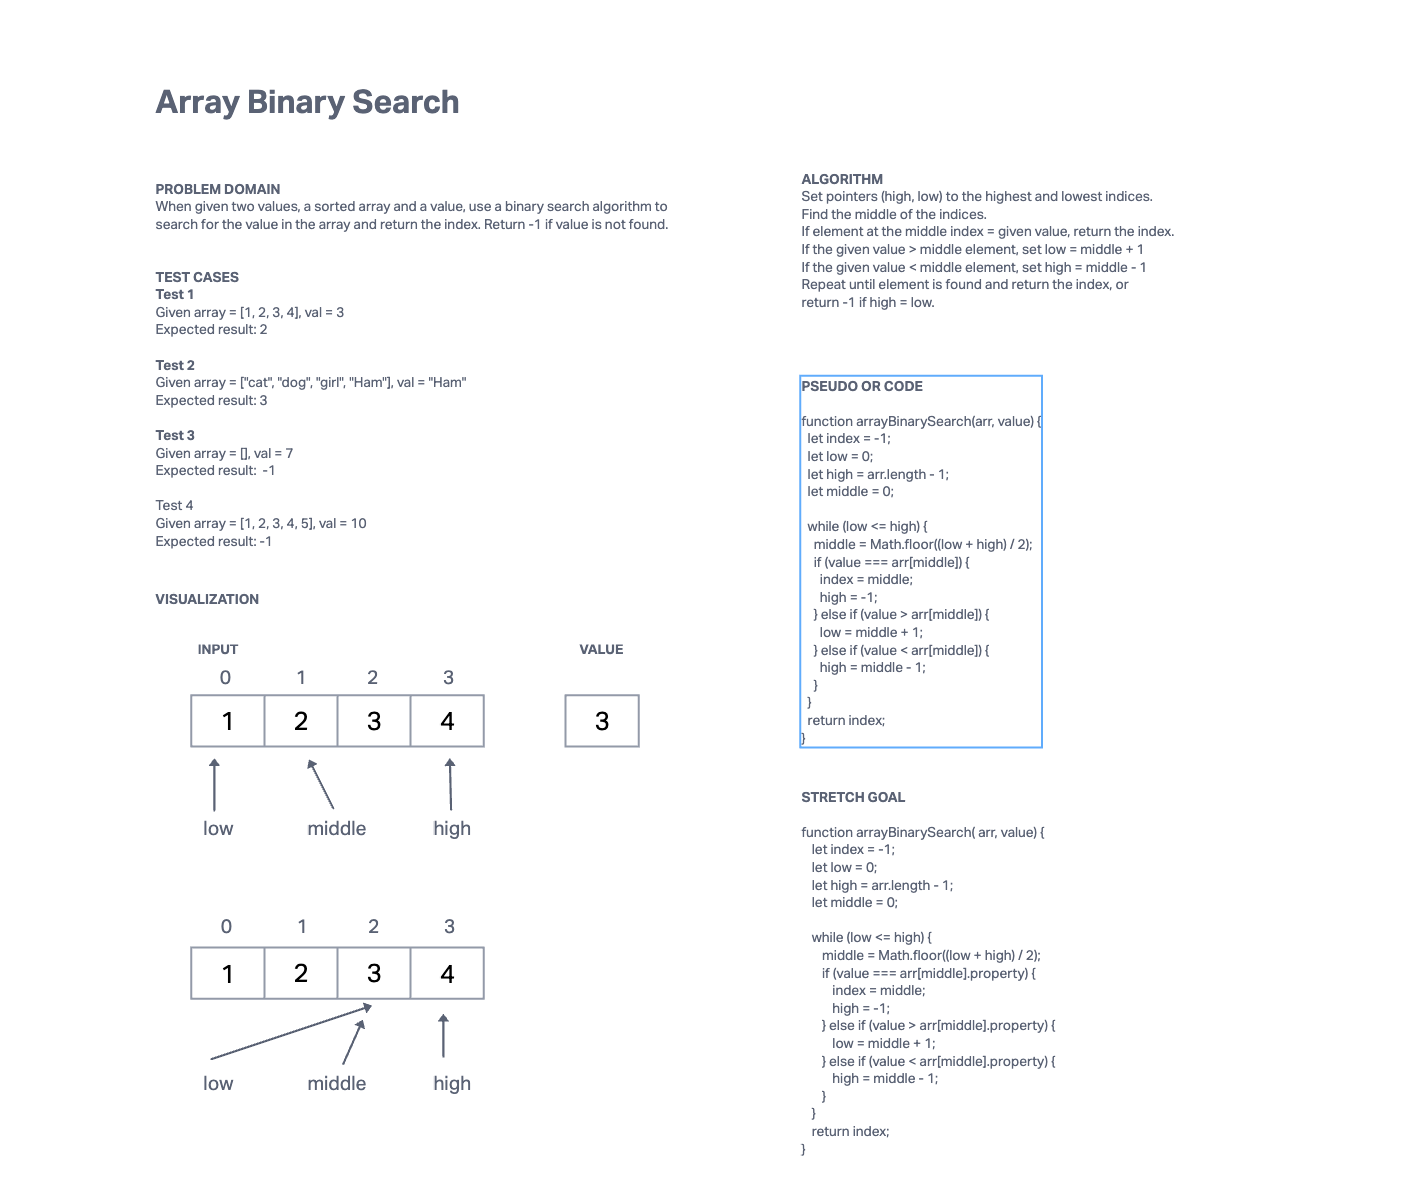 Array Binary Search
PROBLEM DOMAIN
When given two values, a sorted array and a value, use a binary search algorithm to
search for the value in the array and return the index. Return -1 if value is not found.
TEST CASES
Test 1
Given array = [1, 2, 3, 4], val = 3
Expected result: 2
Test 2
Given array = ["cat", "dog", "girl", "Ham"], val = "Ham"
Expected result: 3
Test 3
Given array = [], val = 7
Expected result:  -1
Test 4
Given array = [1, 2, 3, 4, 5], val = 10
Expected result: -1
VISUALIZATION
INPUT VALUE
0 1 2 3
1 2 3 4 3
low middle high
0 1 2 3
1 2 3 4
low middle high
ALGORITHM
Set pointers (high, low) to the highest and lowest indices.
Find the middle of the indices.
If element at the middle index = given value, return the index.
If the given value > middle element, set low = middle + 1
If the given value < middle element, set high = middle - 1
Repeat until element is found and return the index, or
return -1 if high = low.
PSEUDO OR CODE
function arrayBinarySearch(arr, value) {
let index = -1;
let low = 0;
let high = arr.length - 1;
let middle = 0;
while (low <= high) {
middle = Math.floor((low + high) / 2);
if (value === arr[middle]) {
index = middle;
high = -1;
} else if (value > arr[middle]) {
low = middle + 1;
} else if (value < arr[middle]) {
high = middle - 1;
}
}
return index;
}
STRETCH GOAL
function arrayBinarySearch( arr, value) {
let index = -1;
let low = 0;
let high = arr.length - 1;
let middle = 0;
while (low <= high) {
middle = Math.floor((low + high) / 2);
if (value === arr[middle].property) {
index = middle;
high = -1;
} else if (value > arr[middle].property) {
low = middle + 1;
} else if (value < arr[middle].property) {
high = middle - 1;
}
}
return index;
}